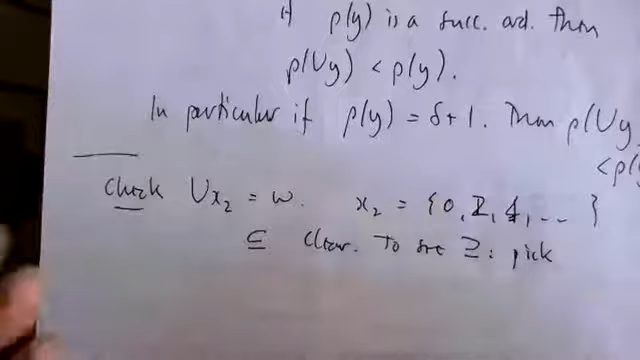 If ρ(y) is a succ. ord. then
ρ(∪y) < ρ(y).
In particular if ρ(y) = δ+1. Then ρ(∪y
< ρ(
Check ∪x₂ = ω. x₂ = {0, 2, 4, ... }
⊆ clear. To see ⊇: pick